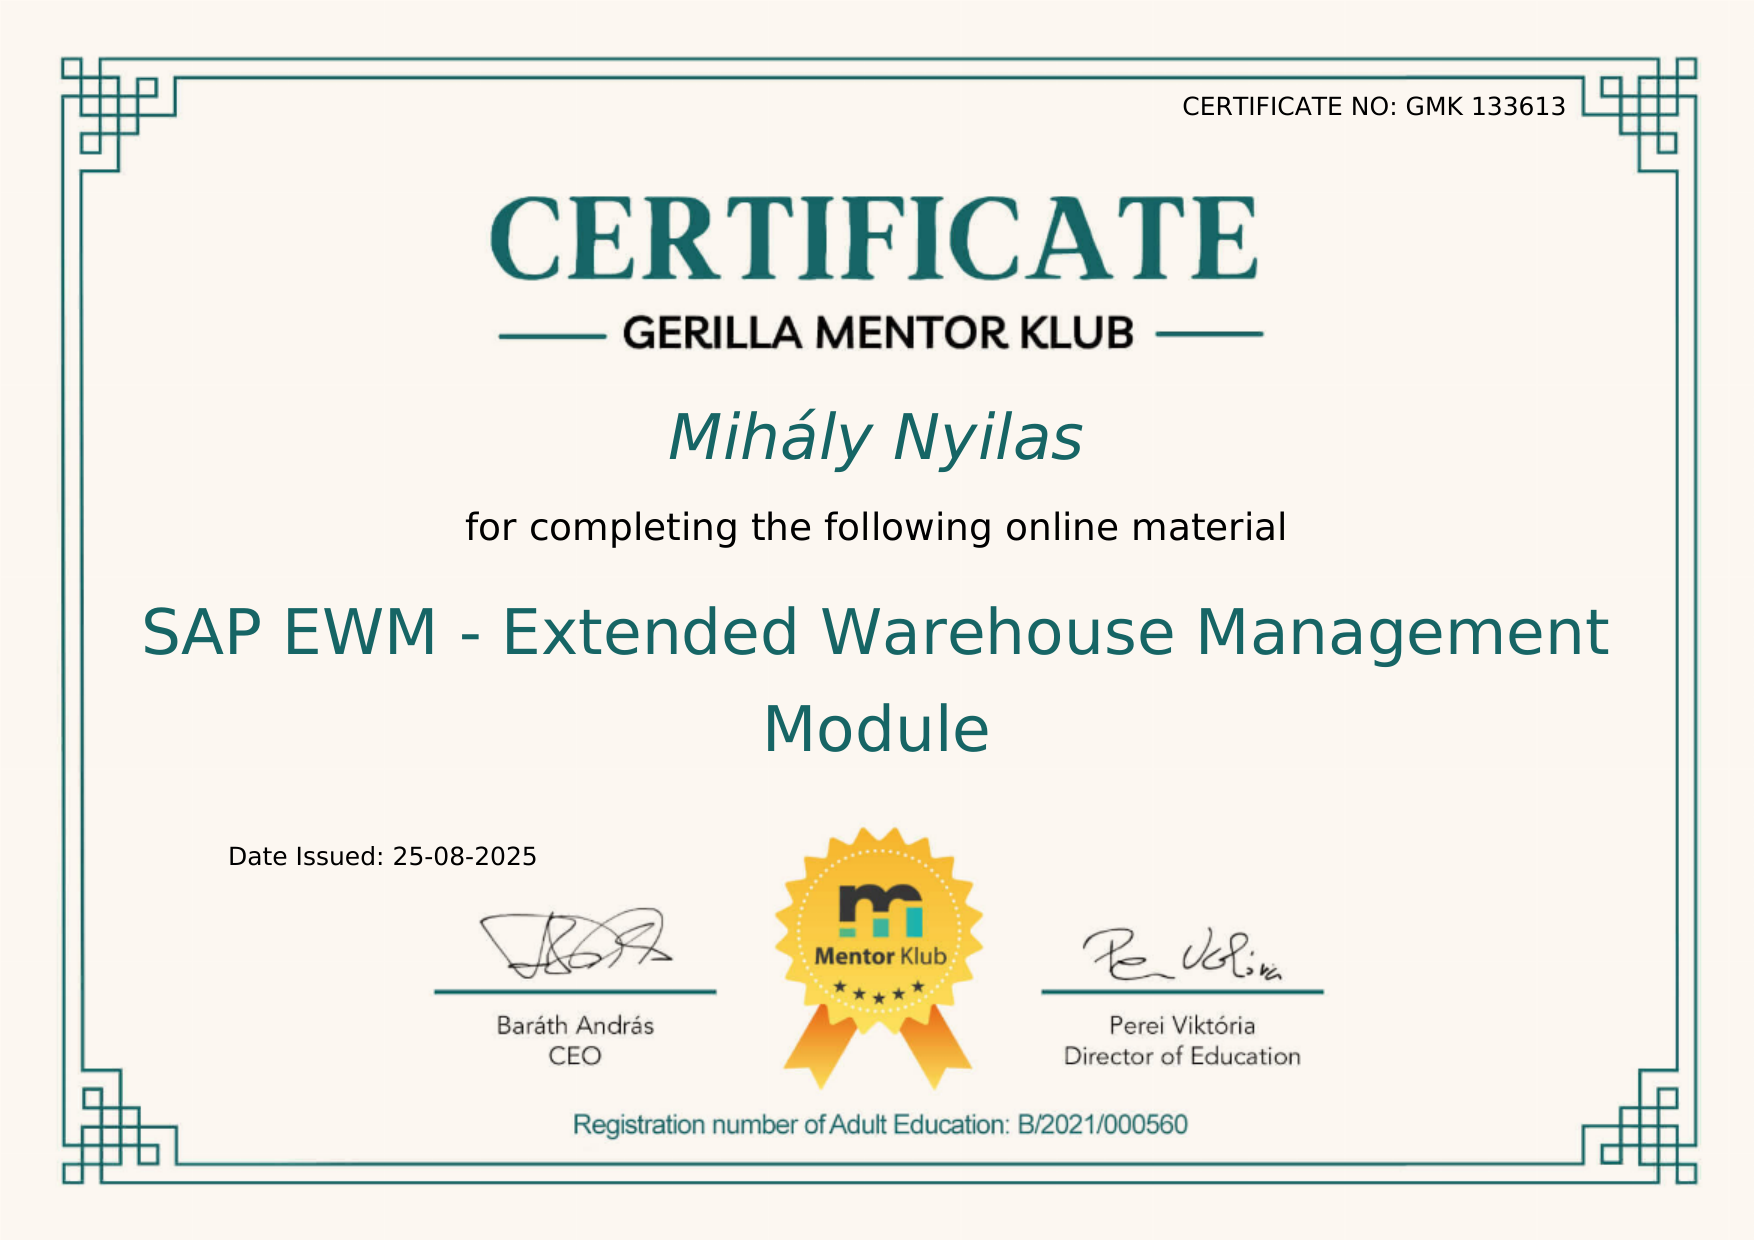 CERTIFICATE NO: GMK 133613
CERTIFICATE
GERILLA MENTOR KLUB
Mihály Nyilas
for completing the following online material
SAP EWM - Extended Warehouse Management
Module
Date Issued: 25-08-2025
Mentor Klub
Baráth András
CEO
Perei Viktória
Director of Education
Registration number of Adult Education: B/2021/000560